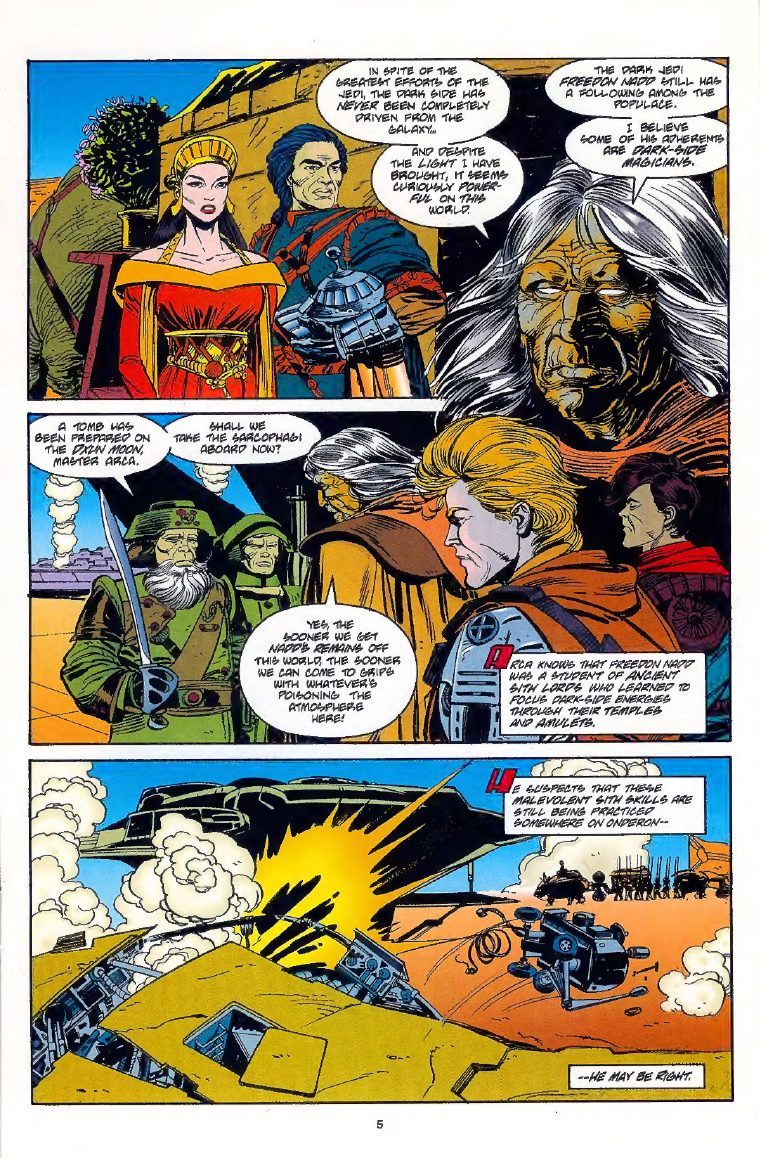 IN SPITE OF THE
GREATEST EFFORTS OF THE
JEDI, THE DARK SIDE HAS
NEVER BEEN COMPLETELY
DRIVEN FROM THE
GALAXY...
AND DESPITE
THE LIGHT I HAVE
BROUGHT, IT SEEMS
CURIOUSLY POWER-
FUL ON THIS
WORLD.
THE DARK JEDI
FREEDON NADD STILL HAS
A FOLLOWING AMONG THE
POPULACE.
I BELIEVE
SOME OF HIS ADHERENTS
ARE DARK-SIDE
MAGICIANS.
A TOMB HAS
BEEN PREPARED ON
THE DXUN MOON,
MASTER ARCA.
SHALL WE
TAKE THE SARCOPHAGI
ABOARD NOW?
YES, THE
SOONER WE GET
NADD'S REMAINS OFF
THIS WORLD, THE SOONER
WE CAN COME TO GRIPS
WITH WHATEVER'S
POISONING THE
ATMOSPHERE
HERE!
ARCA KNOWS THAT FREEDON NADD
WAS A STUDENT OF ANCIENT
SITH LORDS WHO LEARNED TO
FOCUS DARK-SIDE ENERGIES
THROUGH THEIR TEMPLES
AND AMULETS.
HE SUSPECTS THAT THESE
MALEVOLENT SITH SKILLS ARE
STILL BEING PRACTICED
SOMEWHERE ON ONDERON--
--HE MAY BE RIGHT.
5